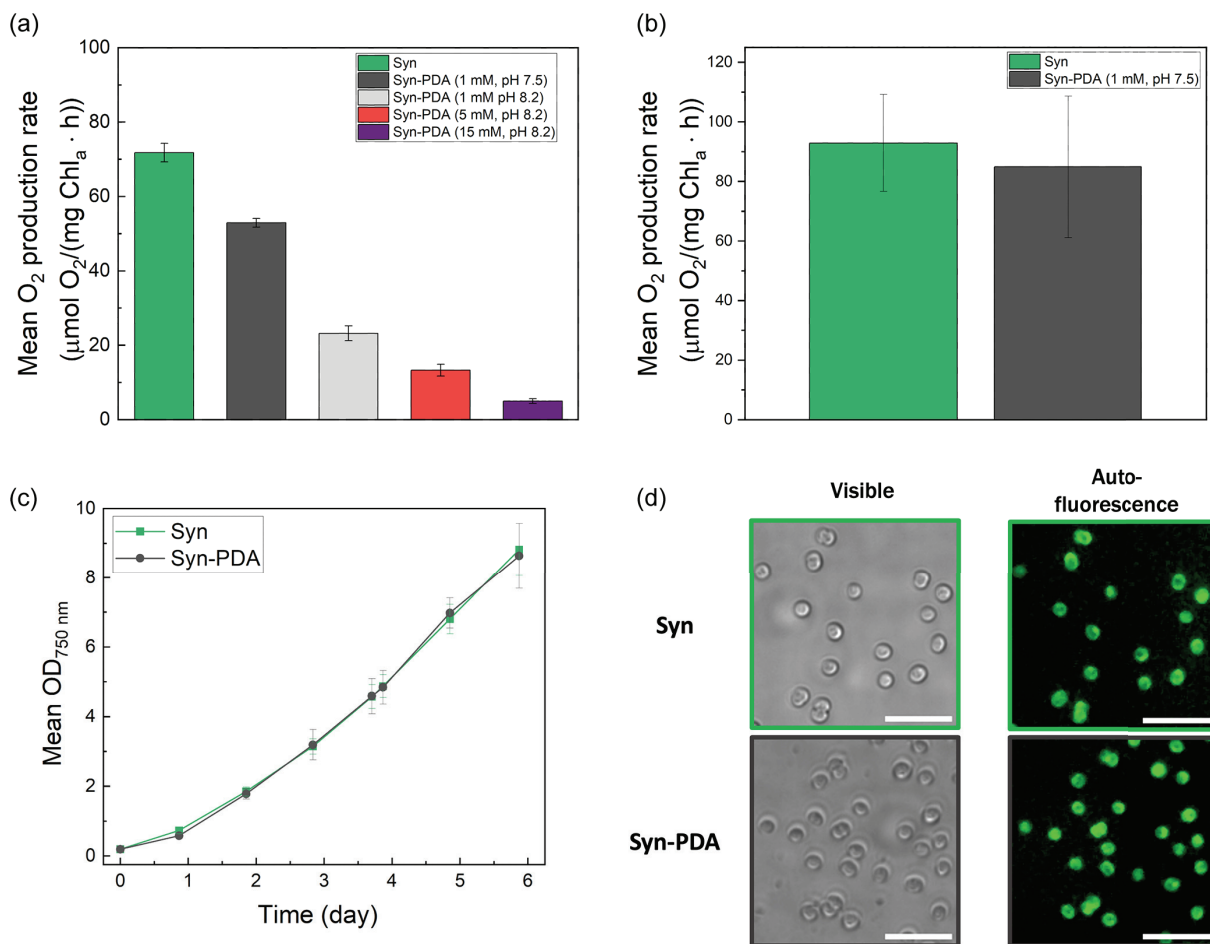 (a)
Mean O₂ production rate
(μmol O₂/(mg Chlₐ · h))
100
80
60
40
20
0
Syn
Syn-PDA (1 mM, pH 7.5)
Syn-PDA (1 mM pH 8.2)
Syn-PDA (5 mM, pH 8.2)
Syn-PDA (15 mM, pH 8.2)
(b)
Mean O₂ production rate
(μmol O₂/(mg Chlₐ · h))
120
100
80
60
40
20
0
Syn
Syn-PDA (1 mM, pH 7.5)
(c)
Mean OD₇₅₀ ₙₘ
10
8
6
4
2
0
Syn
Syn-PDA
0 1 2 3 4 5 6
Time (day)
(d)
Visible
Auto-
fluorescence
Syn
Syn-PDA